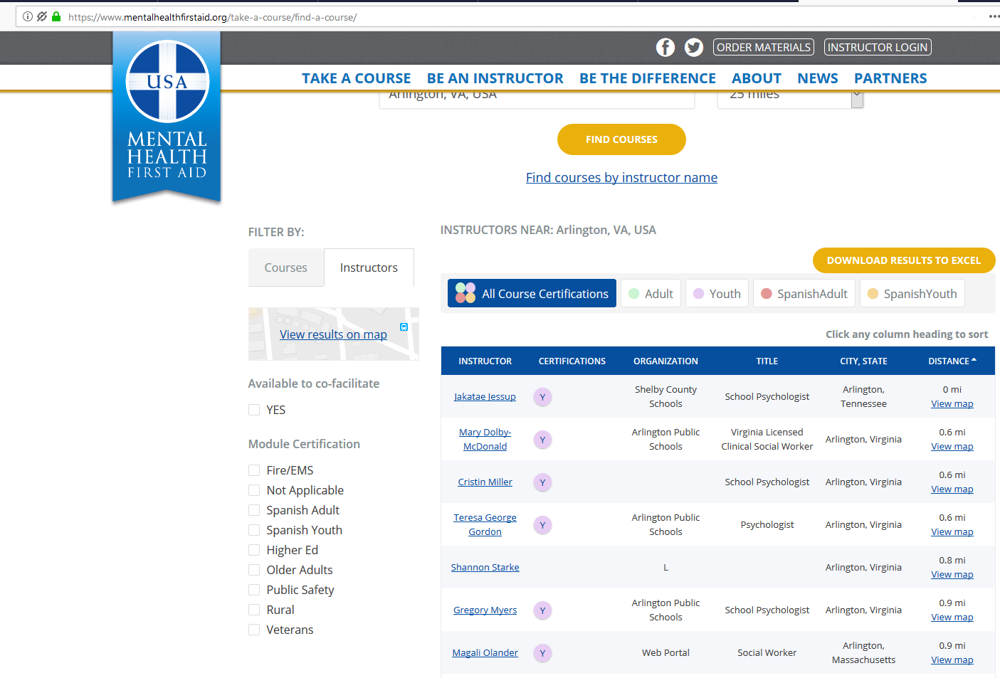 https://www.mentalhealthfirstaid.org/take-a-course/find-a-course/
ORDER MATERIALS
INSTRUCTOR LOGIN
USA
MENTAL
HEALTH
FIRST AID
TAKE A COURSE
BE AN INSTRUCTOR
BE THE DIFFERENCE
ABOUT
NEWS
PARTNERS
Arlington, VA, USA
25 miles
FIND COURSES
Find courses by instructor name
FILTER BY:
Courses
Instructors
View results on map
Available to co-facilitate
YES
Module Certification
Fire/EMS
Not Applicable
Spanish Adult
Spanish Youth
Higher Ed
Older Adults
Public Safety
Rural
Veterans
INSTRUCTORS NEAR: Arlington, VA, USA
DOWNLOAD RESULTS TO EXCEL
All Course Certifications
Adult
Youth
SpanishAdult
SpanishYouth
Click any column heading to sort
INSTRUCTOR CERTIFICATIONS ORGANIZATION TITLE CITY, STATE DISTANCE
Jakatae Jessup
Y
Shelby County
Schools
School Psychologist
Arlington,
Tennessee
0 mi
View map
Mary Dolby-
McDonald
Y
Arlington Public
Schools
Virginia Licensed
Clinical Social Worker
Arlington, Virginia
0.6 mi
View map
Cristin Miller
Y
School Psychologist
Arlington, Virginia
0.6 mi
View map
Teresa George
Gordon
Y
Arlington Public
Schools
Psychologist
Arlington, Virginia
0.6 mi
View map
Shannon Starke
L
Arlington, Virginia
0.8 mi
View map
Gregory Myers
Y
Arlington Public
Schools
School Psychologist
Arlington, Virginia
0.9 mi
View map
Magali Olander
Y
Web Portal
Social Worker
Arlington,
Massachusetts
0.9 mi
View map